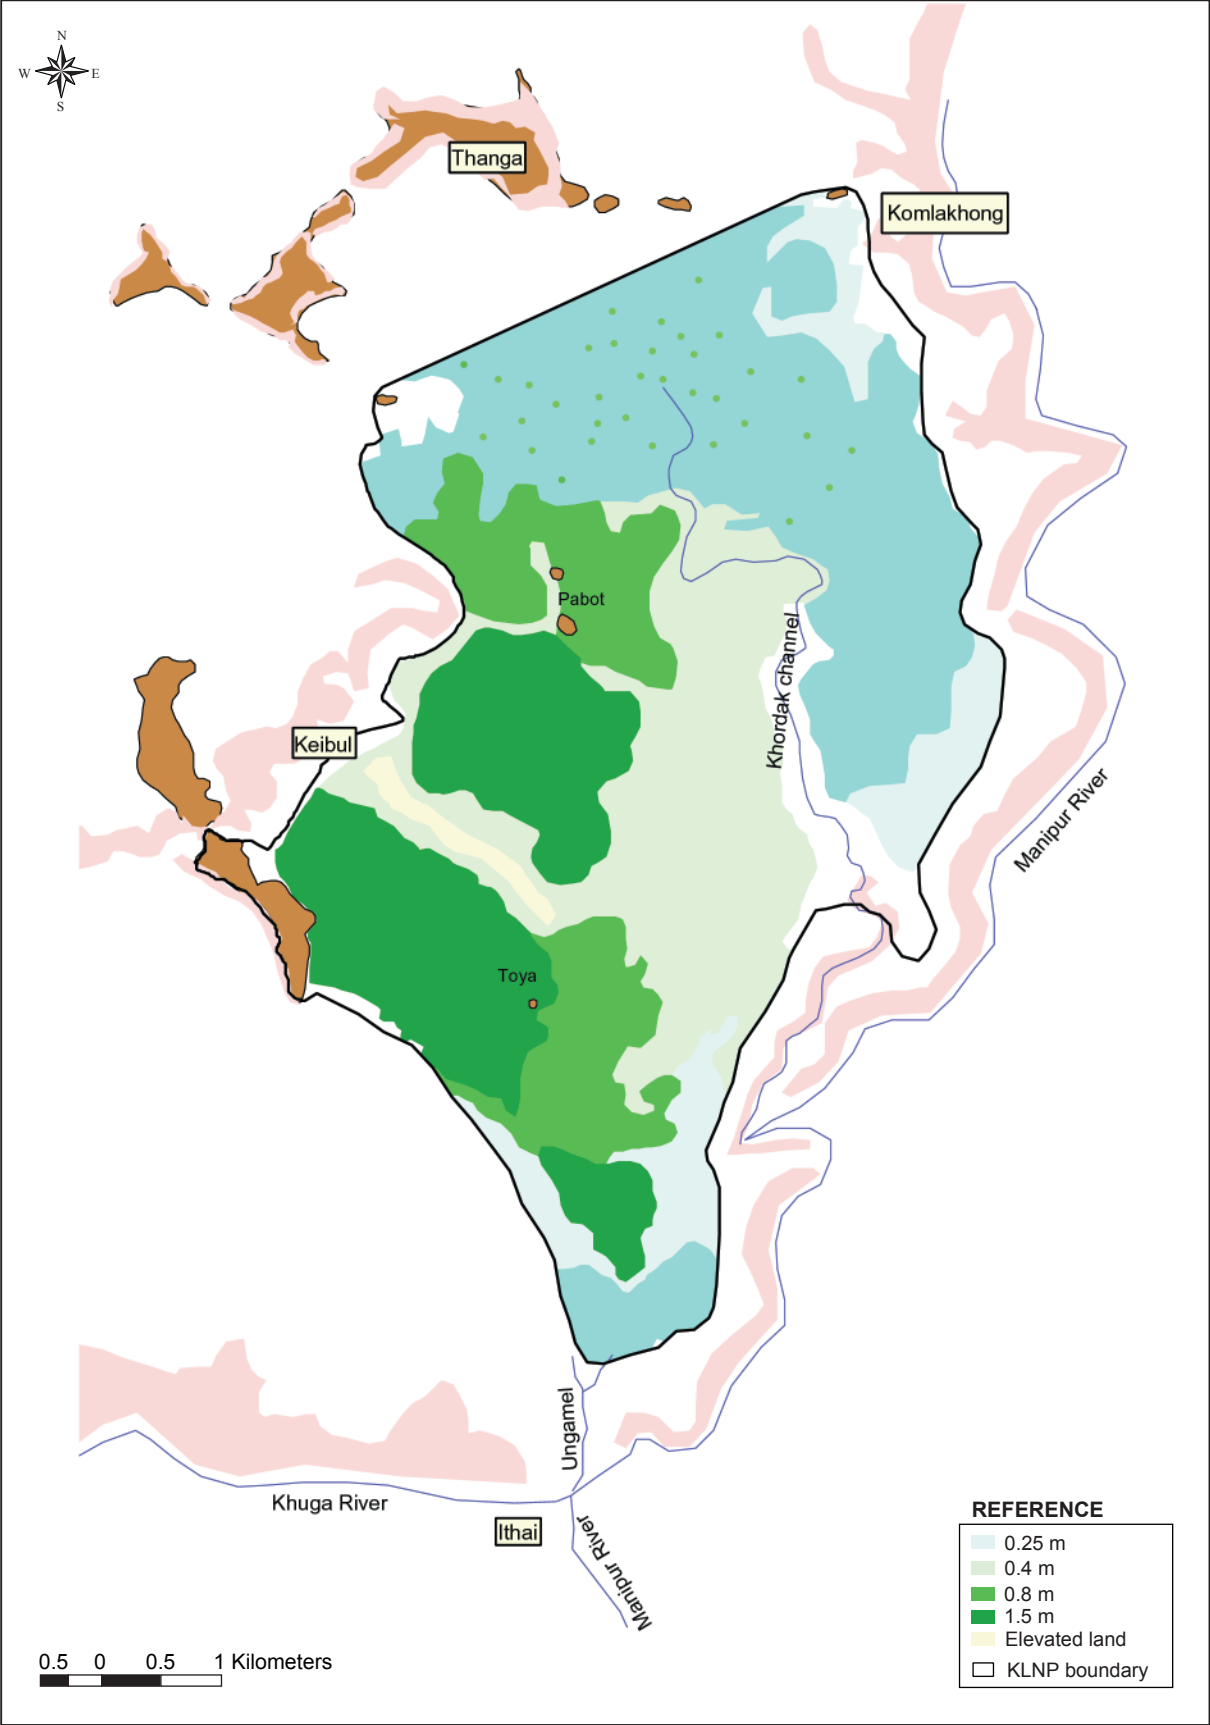 N
W E
S
Thanga
Komlakhong
Pabot
Khordak channel
Keibul
Manipur River
Toya
Ungamel
Khuga River
Ithai
Manipur River
REFERENCE
0.25 m
0.4 m
0.8 m
1.5 m
Elevated land
KLNP boundary
0.5 0 0.5 1 Kilometers